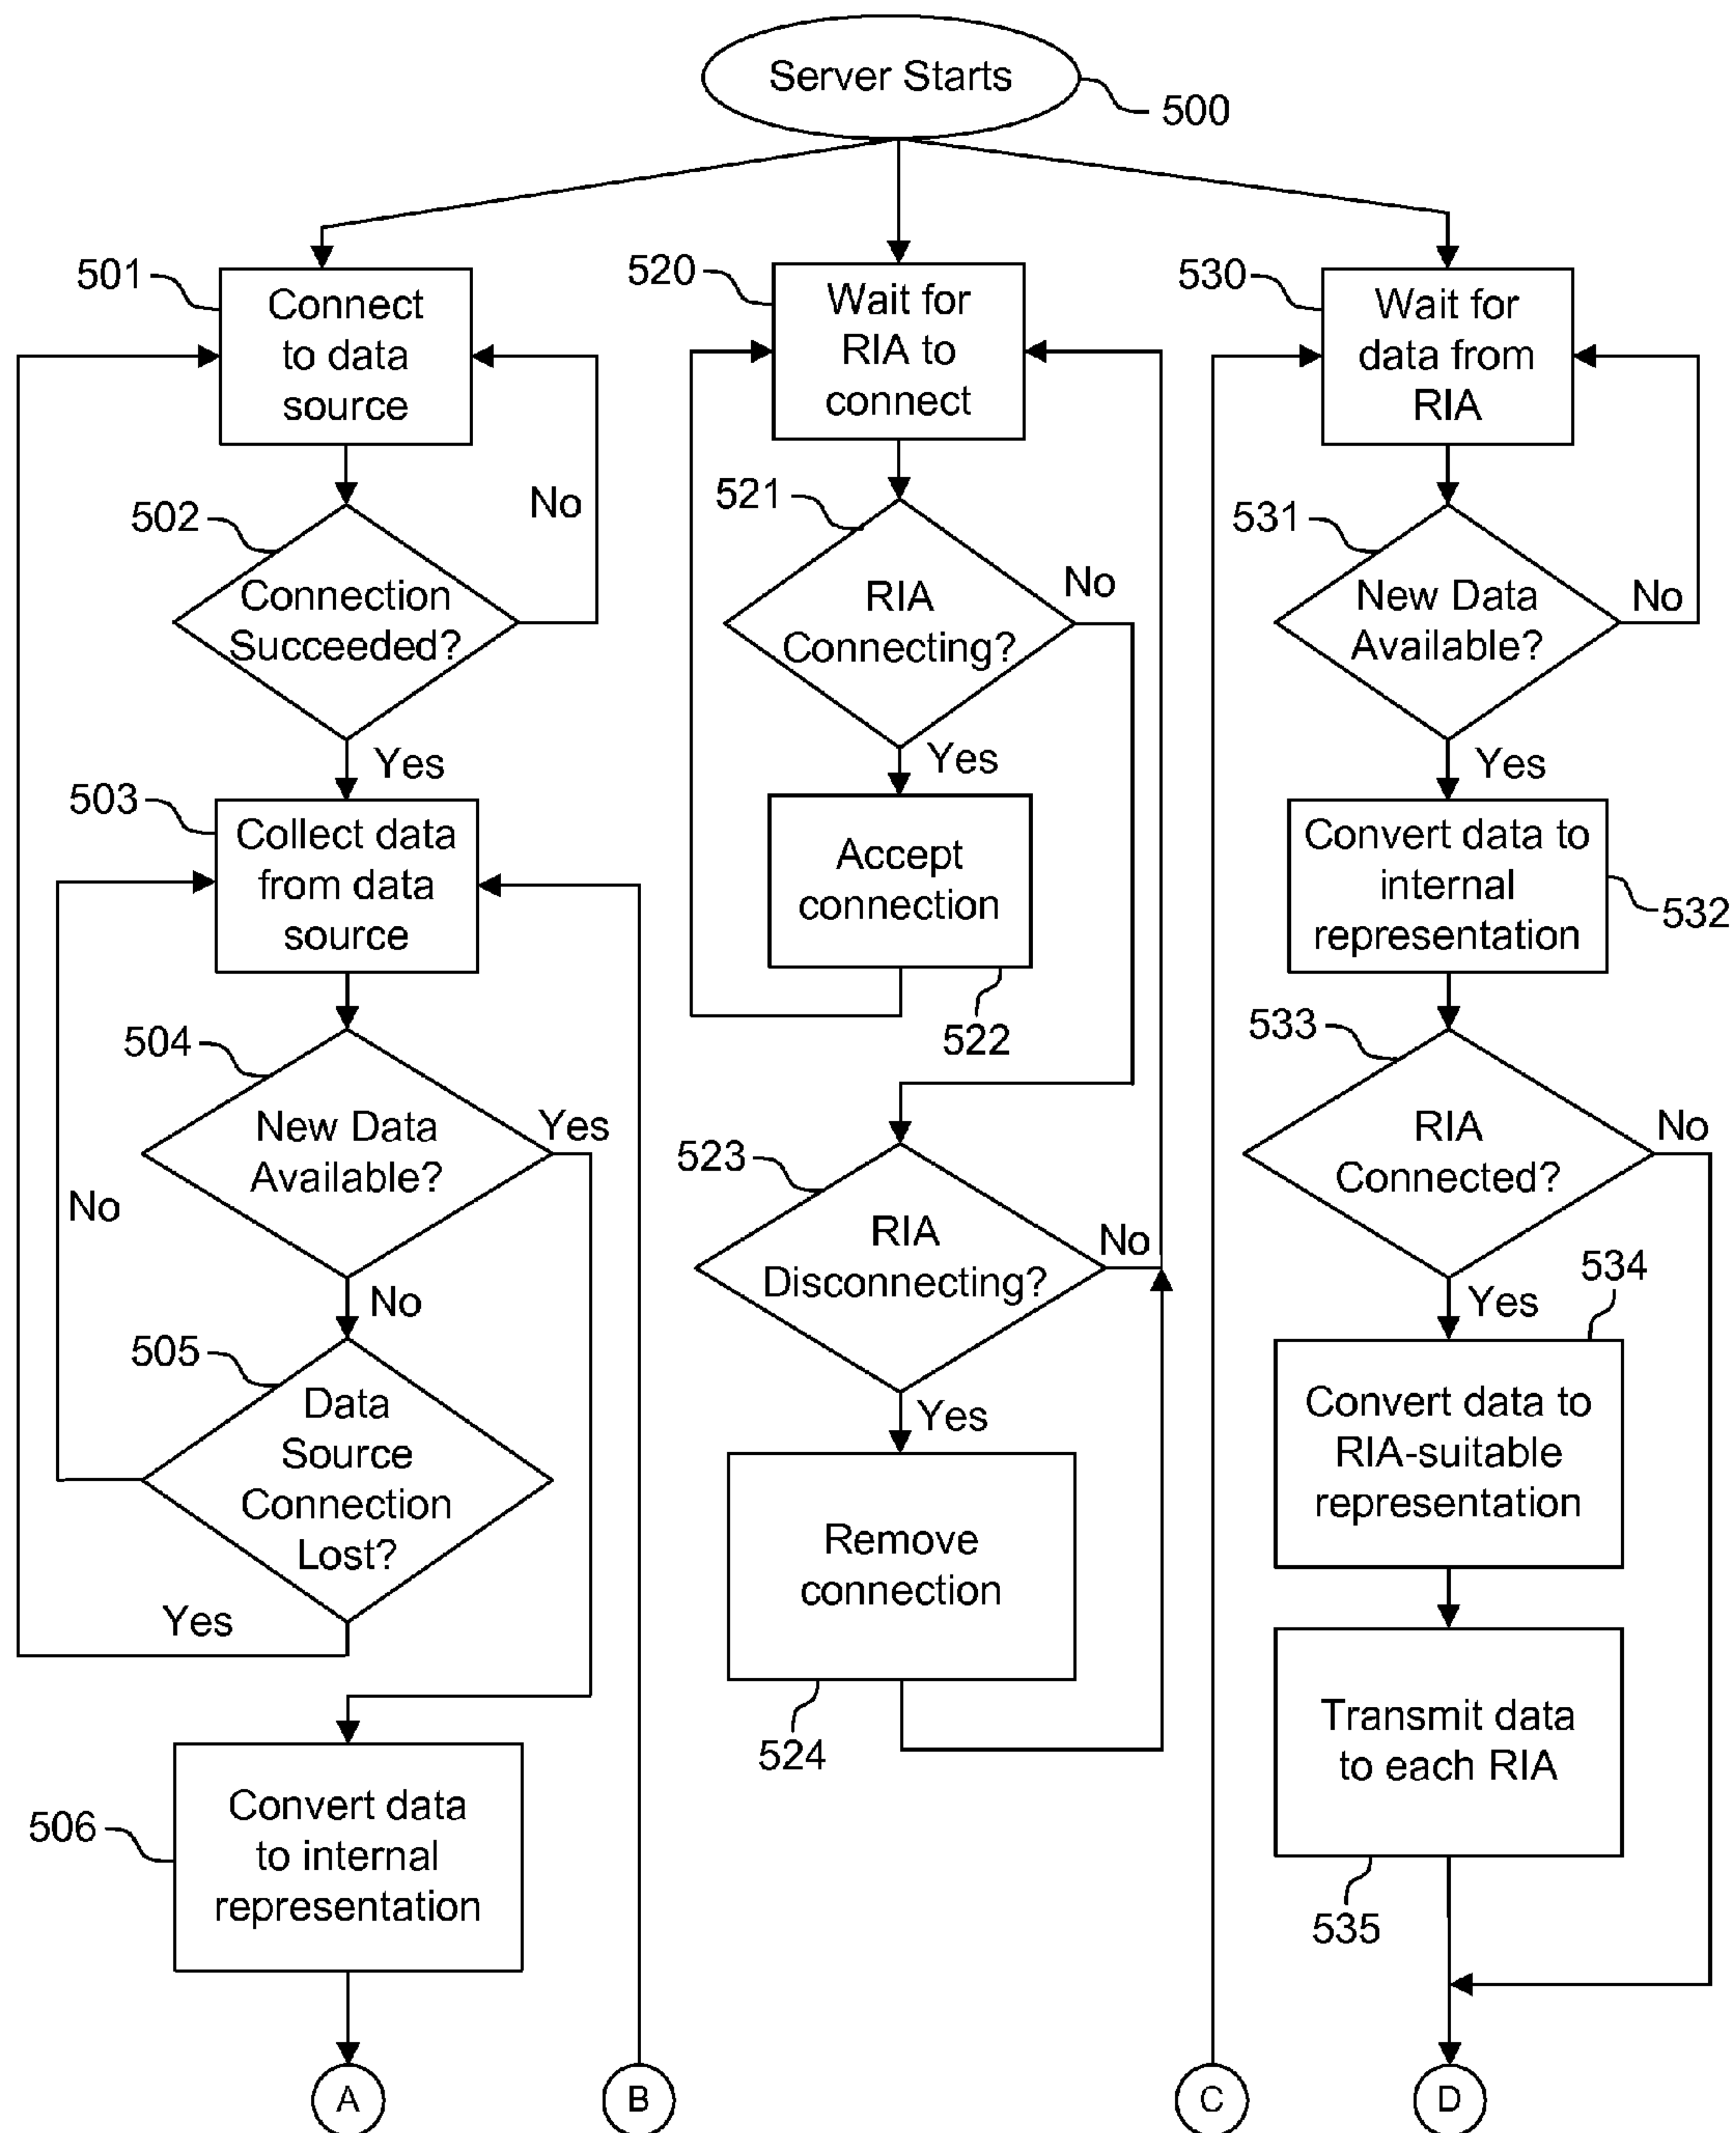 Server Starts
500
501
Connect
to data
source
502
Connection
Succeeded?
No
Yes
503
Collect data
from data
source
504
New Data
Available?
Yes
No
No
505
Data
Source
Connection
Lost?
Yes
506
Convert data
to internal
representation
A
B
520
Wait for
RIA to
connect
521
RIA
Connecting?
No
Yes
Accept
connection
522
523
RIA
Disconnecting?
No
Yes
Remove
connection
524
530
Wait for
data from
RIA
531
New Data
Available?
No
Yes
Convert data to
internal
representation
532
533
RIA
Connected?
No
Yes
534
Convert data to
RIA-suitable
representation
Transmit data
to each RIA
535
C
D